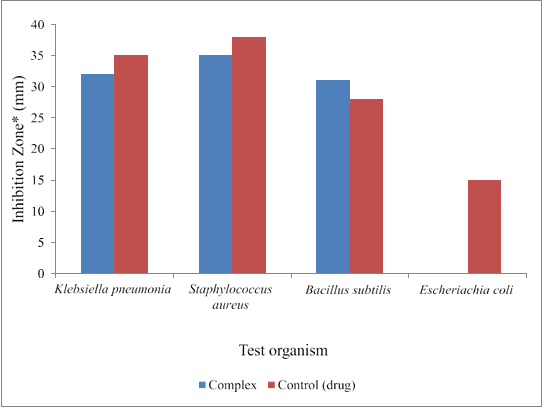 40
35
30
25
20
15
10
5
0
Inhibition Zone* (mm)
Klebsiella pneumonia
Staphylococcus
aureus
Bacillus subtilis
Escheriachia coli
Test organism
Complex
Control (drug)